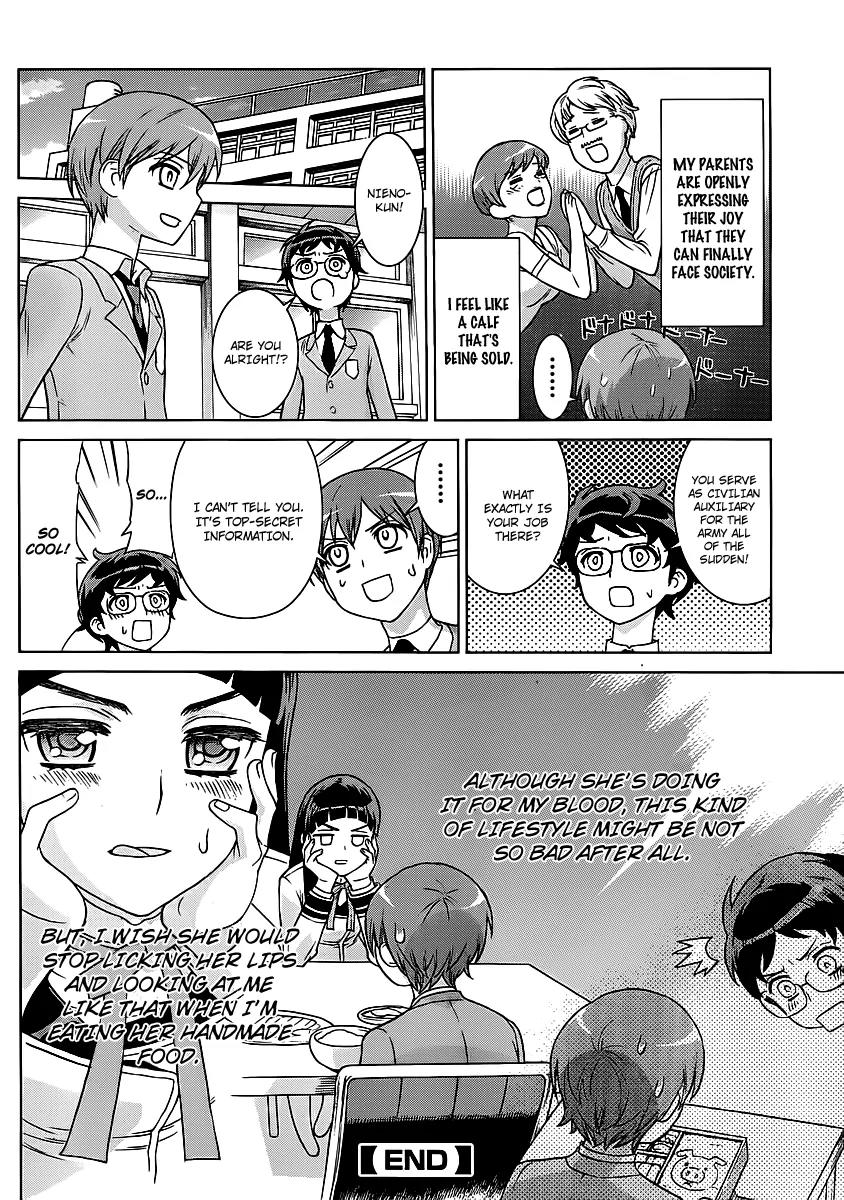 MY PARENTS
ARE OPENLY
EXPRESSING
THEIR JOY
THAT THEY
CAN FINALLY
FACE SOCIETY.
I FEEL LIKE
A CALF
THAT'S
BEING SOLD.
ドナドナドーナー
ドーナー
......
NIENO-
KUN!
ARE YOU
ALRIGHT!?
YOU SERVE
AS CIVILIAN
AUXILIARY
FOR THE
ARMY ALL
OF THE
SUDDEN!
WHAT
EXACTLY IS
YOUR JOB
THERE?
......
I CAN'T TELL YOU.
IT'S TOP-SECRET
INFORMATION.
SO...
SO
COOL!
ALTHOUGH SHE'S DOING
IT FOR MY BLOOD, THIS KIND
OF LIFESTYLE MIGHT BE NOT
SO BAD AFTER ALL.
BUT, I WISH SHE WOULD
STOP LICKING HER LIPS
AND LOOKING AT ME
LIKE THAT WHEN I'M
EATING HER HANDMADE
FOOD.
【END】